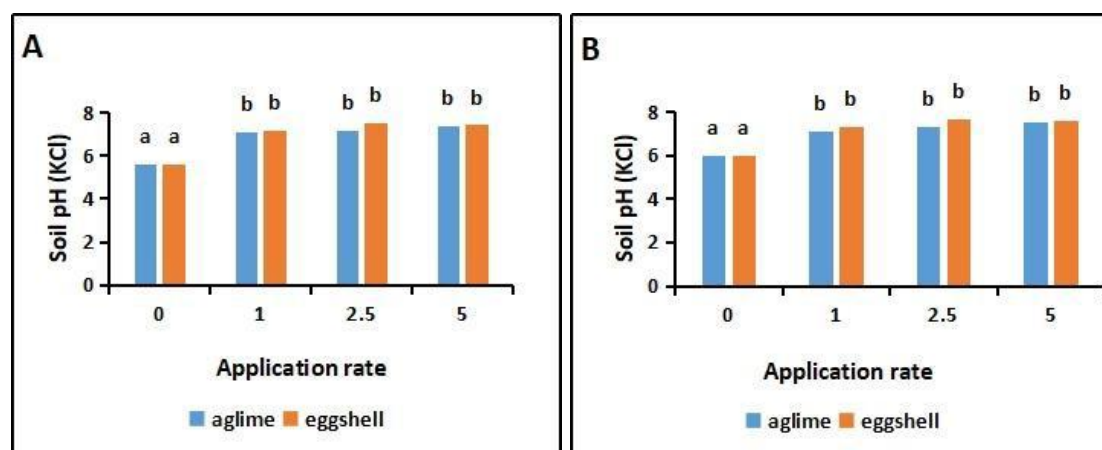 A
b b
b b
b b
a a
8
6
4
2
0
Soil pH (KCl)
0 1 2.5 5
Application rate
aglime eggshell
B
b b
b b
b b
a a
8
6
4
2
0
Soil pH (KCl)
0 1 2.5 5
Application rate
aglime eggshell